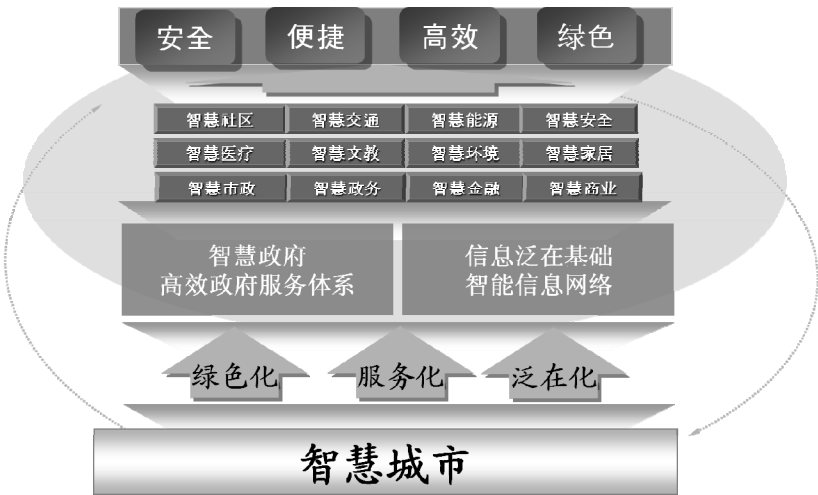 安全 便捷 高效 绿色
智慧社区 智慧交通 智慧能源 智慧安全
智慧医疗 智慧文教 智慧环境 智慧家居
智慧市政 智慧政务 智慧金融 智慧商业
智慧政府
高效政府服务体系
信息泛在基础
智能信息网络
绿色化 服务化 泛在化
智慧城市